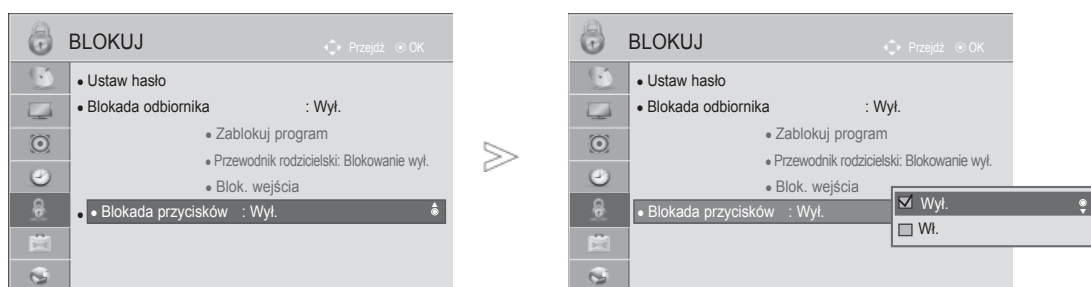 BLOKUJ
Przejdź OK
• Ustaw hasło
• Blokada odbiornika : Wył.
• Zablokuj program
• Przewodnik rodzicielski: Blokowanie wył.
• Blok. wejścia
• • Blokada przycisków : Wył.
BLOKUJ
Przejdź OK
• Ustaw hasło
• Blokada odbiornika : Wył.
• Zablokuj program
• Przewodnik rodzicielski: Blokowanie wył.
• Blok. wejścia
• Blokada przycisków : Wył.
Wył.
Wł.